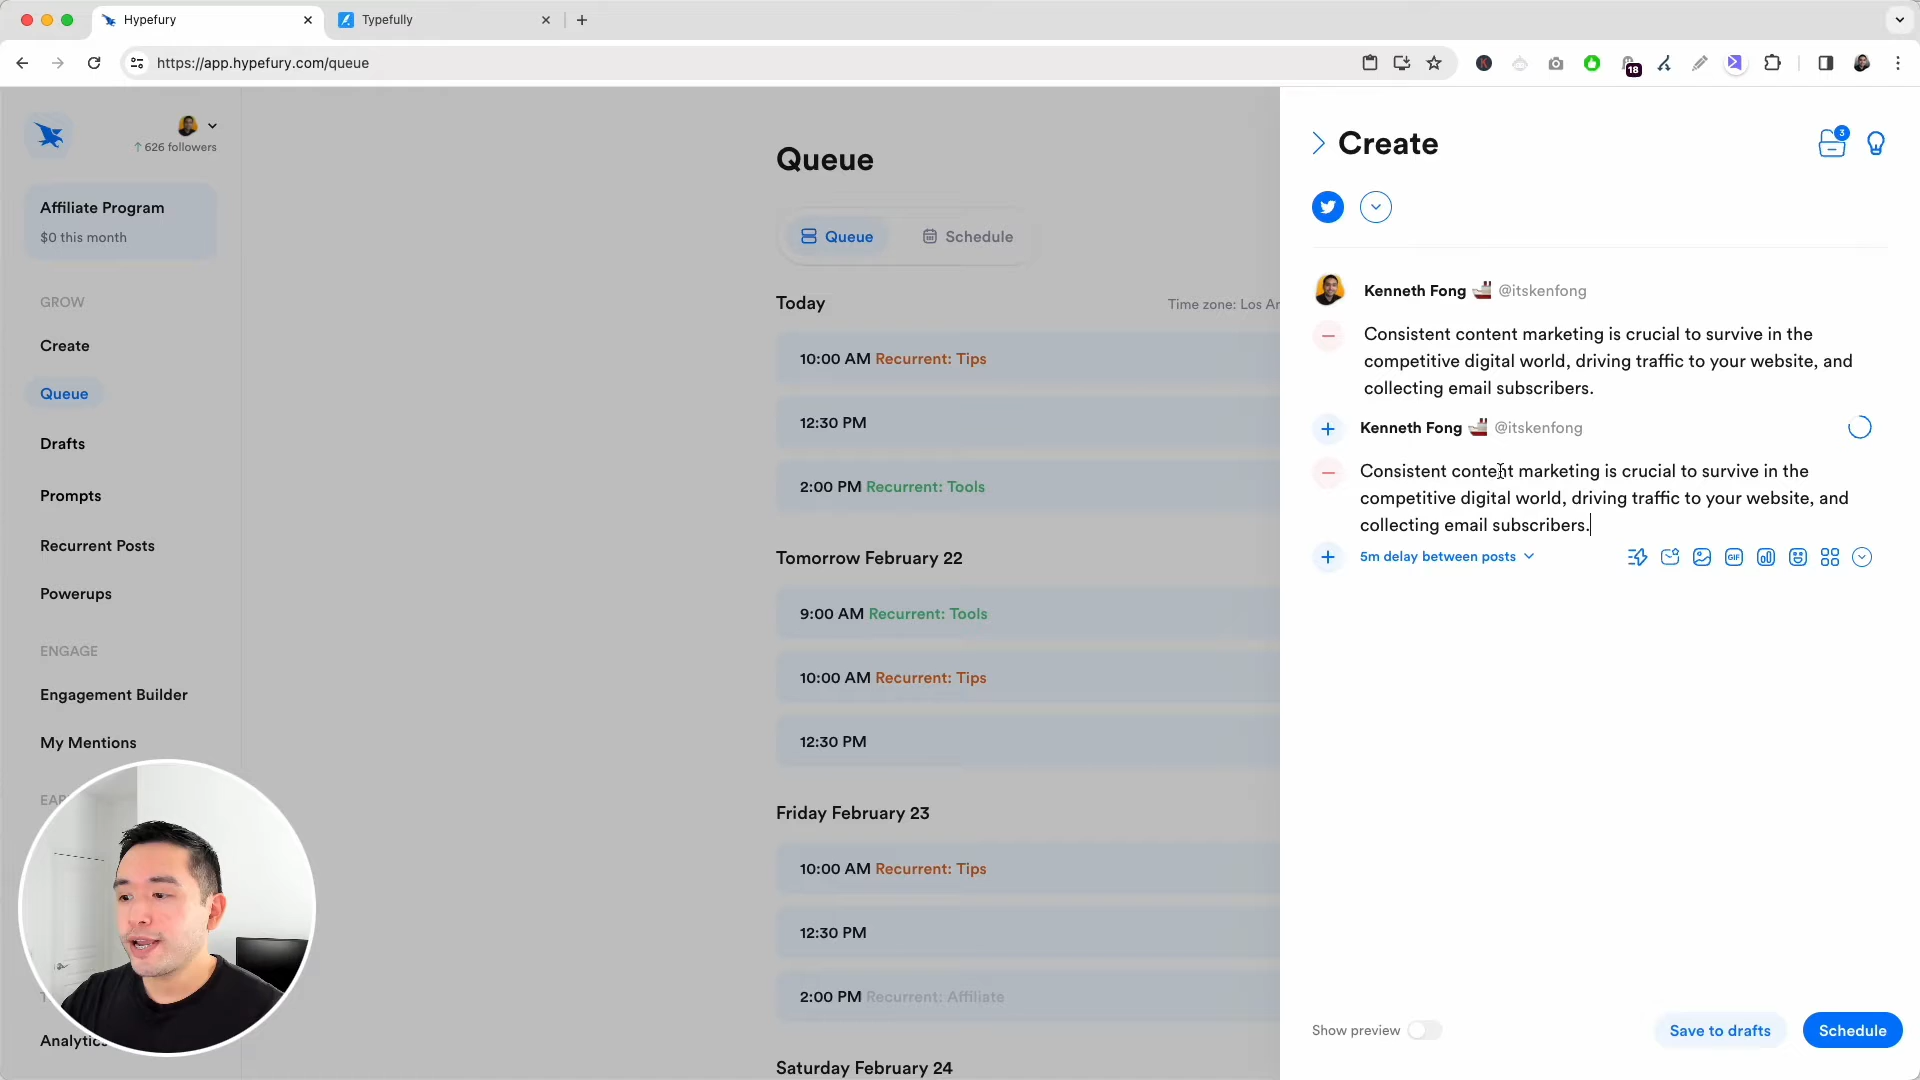 Hypefury
Typefully
https://app.hypefury.com/queue
18
626 followers
Affiliate Program
$0 this month
GROW
Create
Queue
Drafts
Prompts
Recurrent Posts
Powerups
ENGAGE
Engagement Builder
My Mentions
Queue
Queue
Schedule
Today
Time zone: Los
10:00 AM Recurrent: Tips
12:30 PM
2:00 PM Recurrent: Tools
Tomorrow February 22
9:00 AM Recurrent: Tools
10:00 AM Recurrent: Tips
12:30 PM
Friday February 23
10:00 AM Recurrent: Tips
12:30 PM
2:00 PM Recurrent: Affiliate
Saturday February 24
Create
3
Kenneth Fong 🚢 @itskenfong
Consistent content marketing is crucial to survive in the
competitive digital world, driving traffic to your website, and
collecting email subscribers.
Kenneth Fong 🚢 @itskenfong
Consistent content marketing is crucial to survive in the
competitive digital world, driving traffic to your website, and
collecting email subscribers.
5m delay between posts
GIF
Show preview
Save to drafts
Schedule